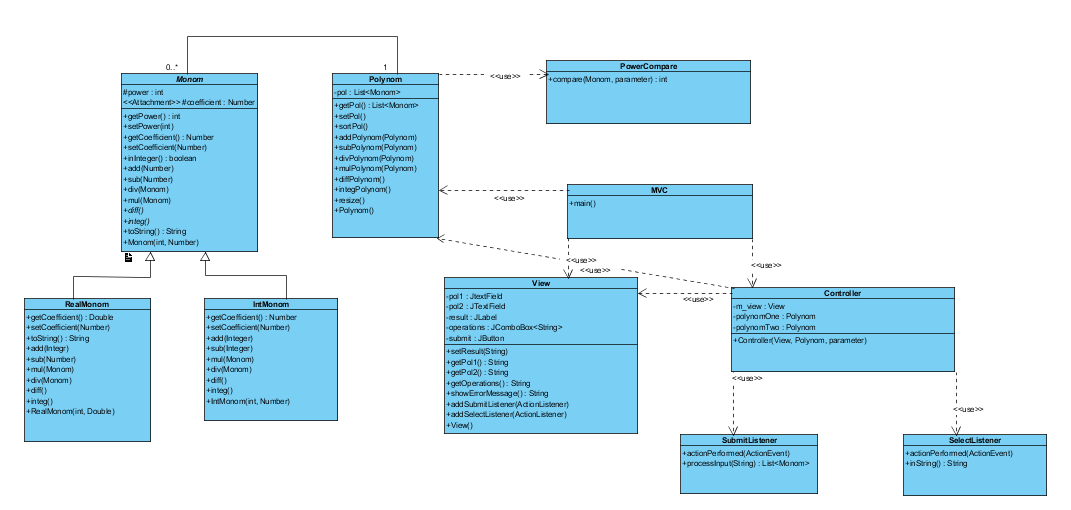 0..*
1
Monom
#power : int
<<Attachment>> #coefficient : Number
+getPower() : int
+setPower(int)
+getCoefficient() : Number
+setCoefficient(Number)
+inInteger() : boolean
+add(Number)
+sub(Number)
+div(Monom)
+mul(Monom)
+diff()
+integ()
+toString() : String
+Monom(int, Number)
Polynom
-pol : List<Monom>
+getPol() : List<Monom>
+setPol()
+sortPol()
+addPolynom(Polynom)
+subPolynom(Polynom)
+divPolynom(Polynom)
+mulPolynom(Polynom)
+diffPolynom()
+integPolynom()
+resize()
+Polynom()
<<use>>
PowerCompare
+compare(Monom, parameter) : int
MVC
+main()
<<use>>
<<use>>
<<use>>
<<use>>
<<use>>
RealMonom
+getCoefficient() : Double
+setCoefficient(Number)
+toString() : String
+add(Integr)
+sub(Number)
+mul(Monom)
+div(Monom)
+diff()
+integ()
+RealMonom(int, Double)
IntMonom
+getCoefficient() : Number
+setCoefficient(Number)
+add(Integer)
+sub(Integer)
+mul(Monom)
+div(Monom)
+diff()
+integ()
+IntMonom(int, Number)
View
-pol1 : JtextField
-pol2 : JTextField
-result : JLabel
-operations : JComboBox<String>
-submit : JButton
+setResult(String)
+getPol1() : String
+getPol2() : String
+getOperations() : String
+showErrorMessage() : String
+addSubmitListener(ActionListener)
+addSelectListener(ActionListener)
+View()
Controller
-m_view : View
-polynomOne : Polynom
-polynomTwo : Polynom
+Controller(View, Polynom, parameter)
<<use>>
<<use>>
SubmitListener
+actionPerformed(ActionEvent)
+processInput(String) : List<Monom>
SelectListener
+actionPerformed(ActionEvent)
+inString() : String